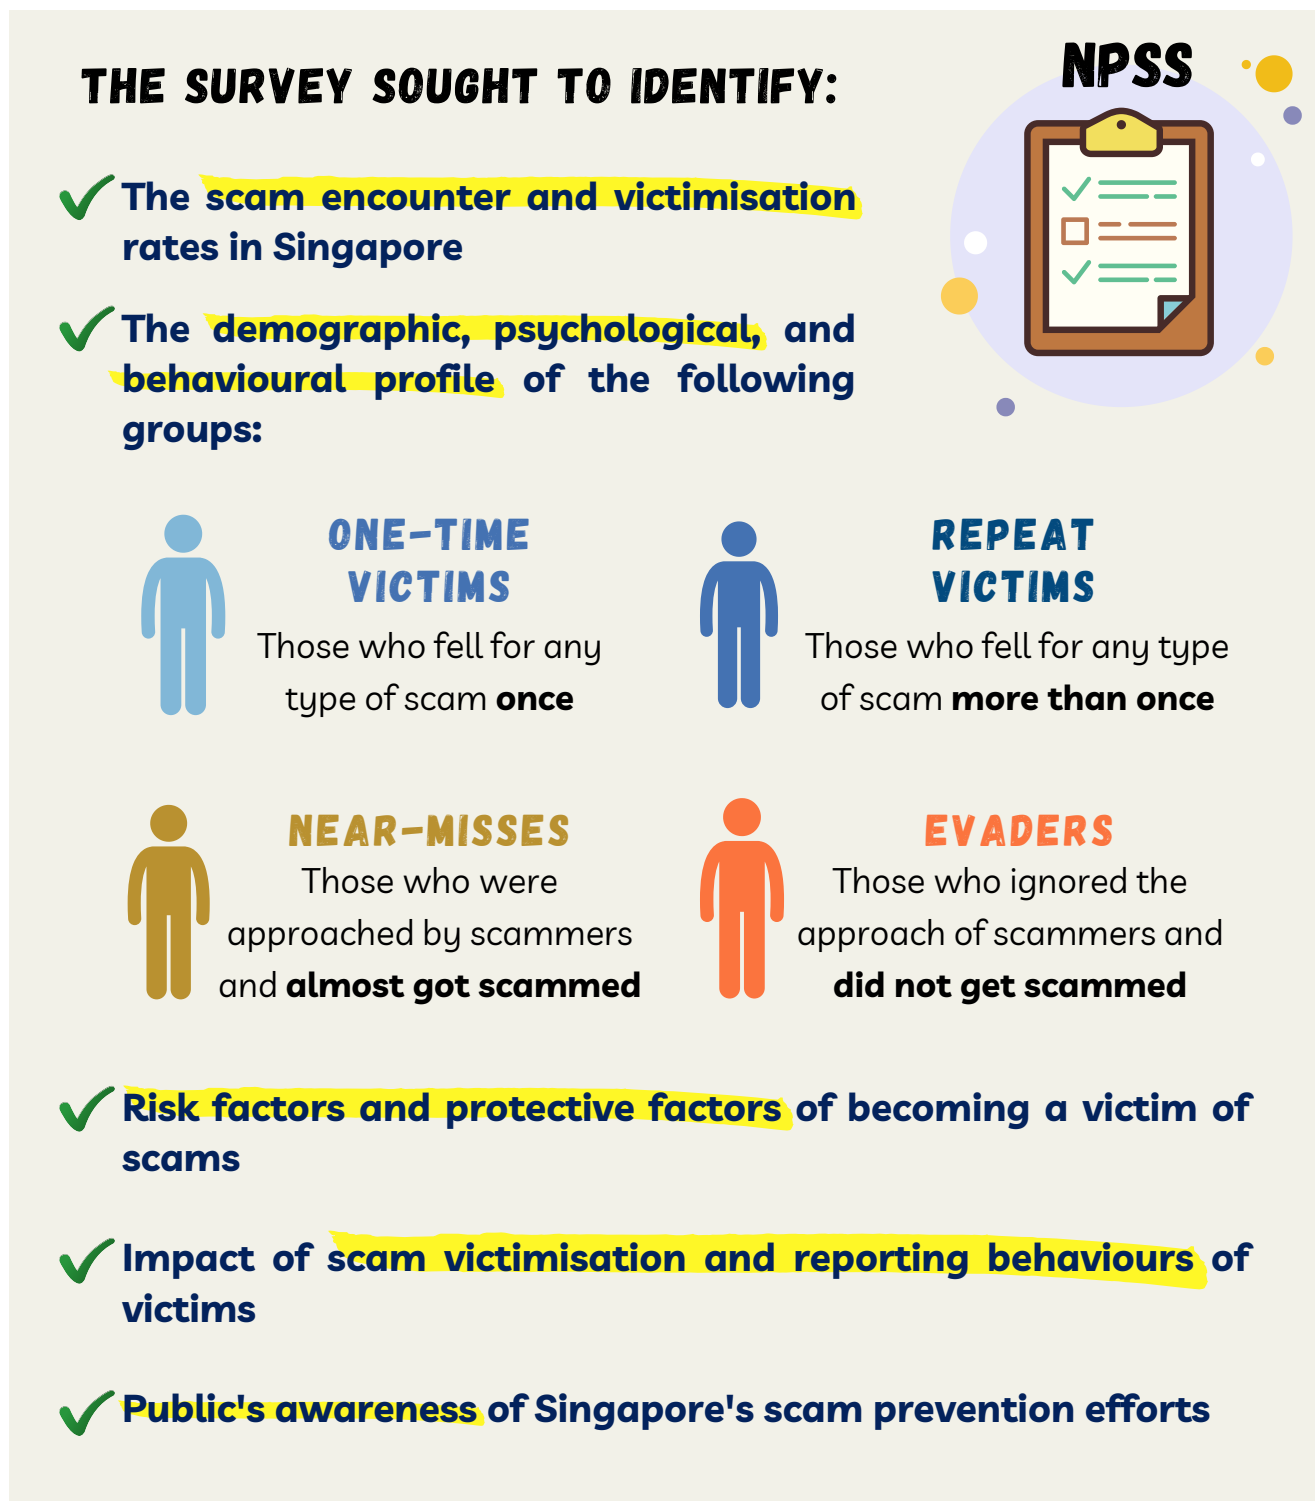 NPSS
THE SURVEY SOUGHT TO IDENTIFY:
The scam encounter and victimisation
rates in Singapore
The demographic, psychological, and
behavioural profile of the following
groups:
ONE-TIME
VICTIMS
Those who fell for any
type of scam once
REPEAT
VICTIMS
Those who fell for any type
of scam more than once
NEAR-MISSES
Those who were
approached by scammers
and almost got scammed
EVADERS
Those who ignored the
approach of scammers and
did not get scammed
Risk factors and protective factors of becoming a victim of
scams
Impact of scam victimisation and reporting behaviours of
victims
Public's awareness of Singapore's scam prevention efforts